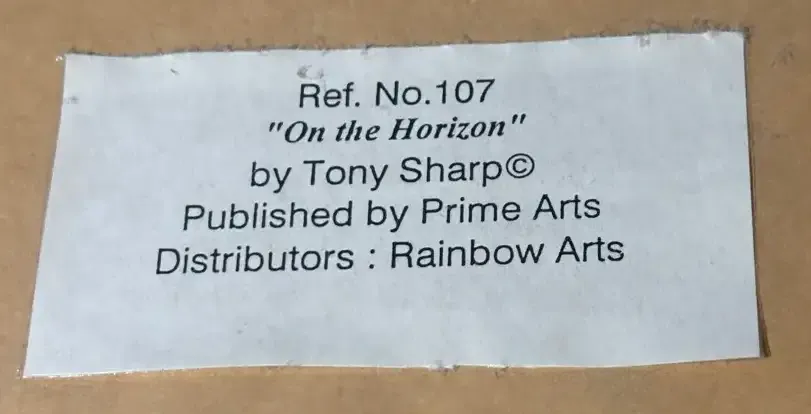 Ref. No.107
"On the Horizon"
by Tony Sharp©
Published by Prime Arts
Distributors : Rainbow Arts